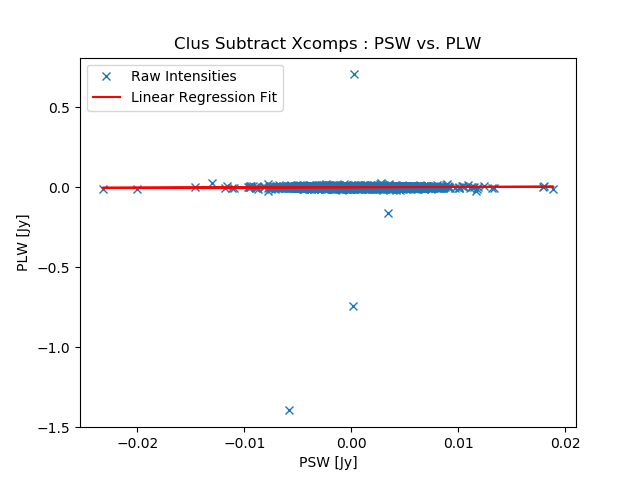 Clus Subtract Xcomps : PSW vs. PLW
Raw Intensities
Linear Regression Fit
0.5
0.0
−0.5
−1.0
−1.5
PLW [Jy]
−0.02
−0.01
0.00
0.01
0.02
PSW [Jy]